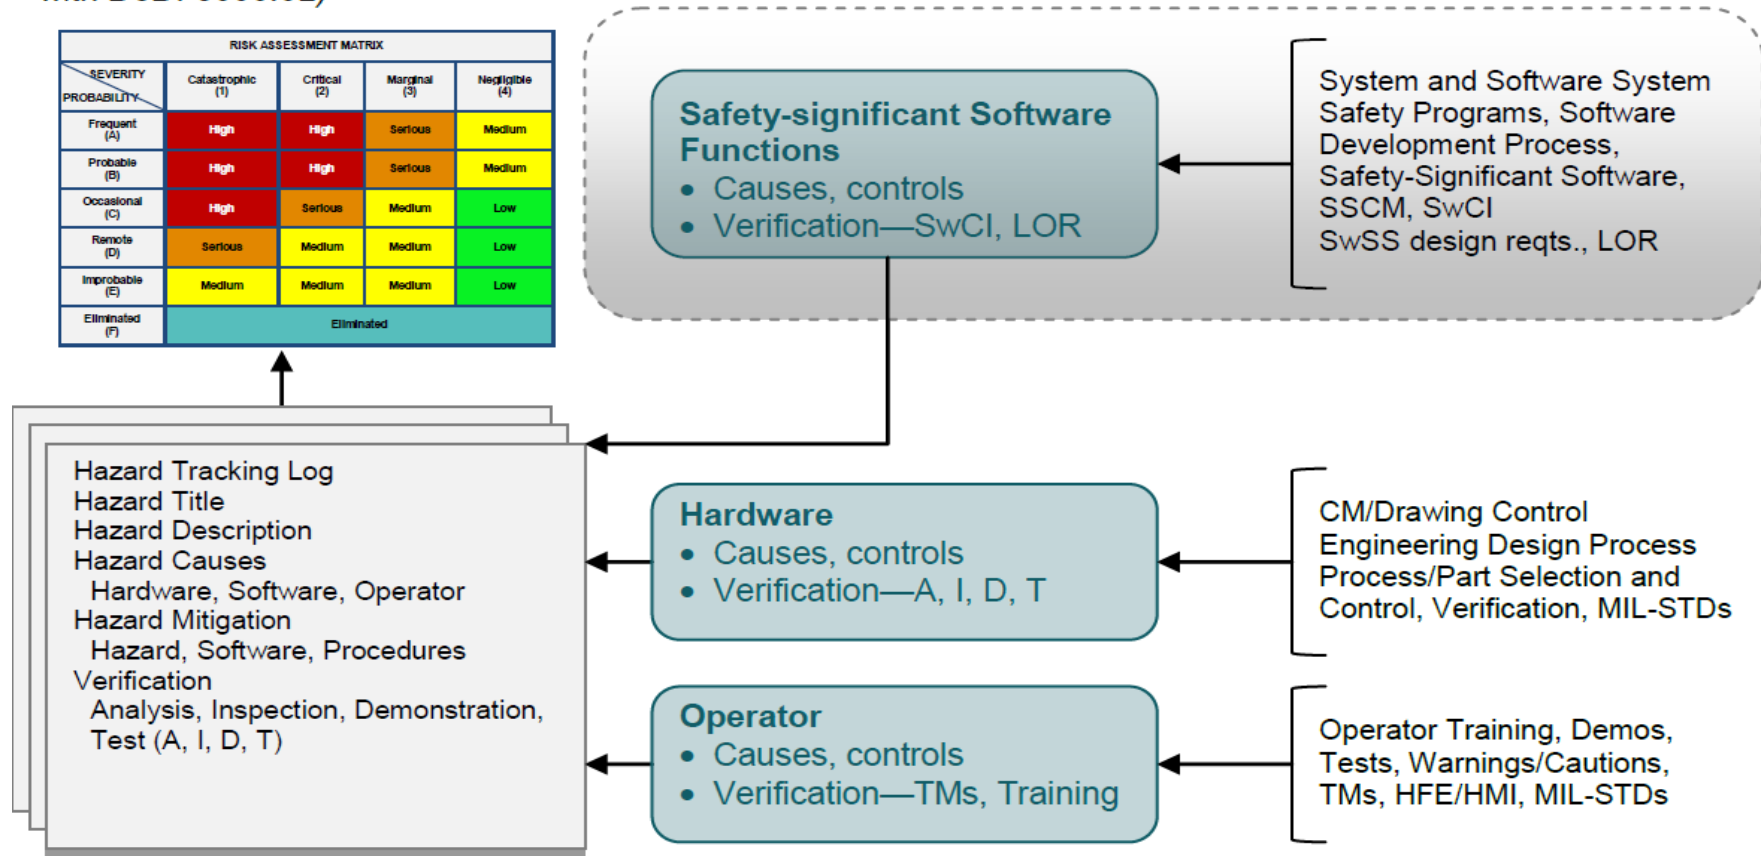 RISK ASSESSMENT MATRIX
SEVERITY
PROBABILITY
Catastrophic
(1)
Critical
(2)
Marginal
(3)
Negligible
(4)
Frequent
(A)
High
High
Serious
Medium
Probable
(B)
High
High
Serious
Medium
Occasional
(C)
High
Serious
Medium
Low
Remote
(D)
Serious
Medium
Medium
Low
Improbable
(E)
Medium
Medium
Medium
Low
Eliminated
(F)
Eliminated
Safety-significant Software
Functions
• Causes, controls
• Verification—SwCI, LOR
System and Software System
Safety Programs, Software
Development Process,
Safety-Significant Software,
SSCM, SwCI
SwSS design reqts., LOR
Hazard Tracking Log
Hazard Title
Hazard Description
Hazard Causes
Hardware, Software, Operator
Hazard Mitigation
Hazard, Software, Procedures
Verification
Analysis, Inspection, Demonstration,
Test (A, I, D, T)
Hardware
• Causes, controls
• Verification—A, I, D, T
CM/Drawing Control
Engineering Design Process
Process/Part Selection and
Control, Verification, MIL-STDs
Operator
• Causes, controls
• Verification—TMs, Training
Operator Training, Demos,
Tests, Warnings/Cautions,
TMs, HFE/HMI, MIL-STDs